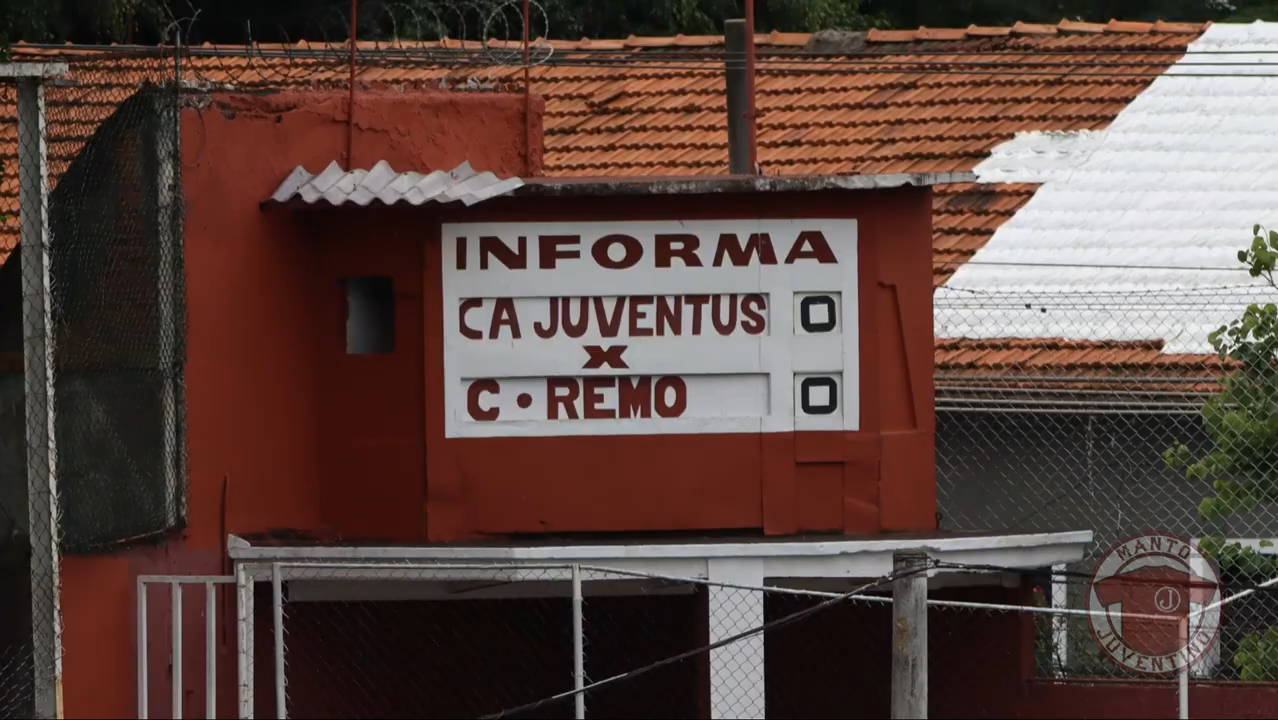 INFORMA
CA JUVENTUS 0
X
C • REMO 0
MANTO
J
JUVENTINO